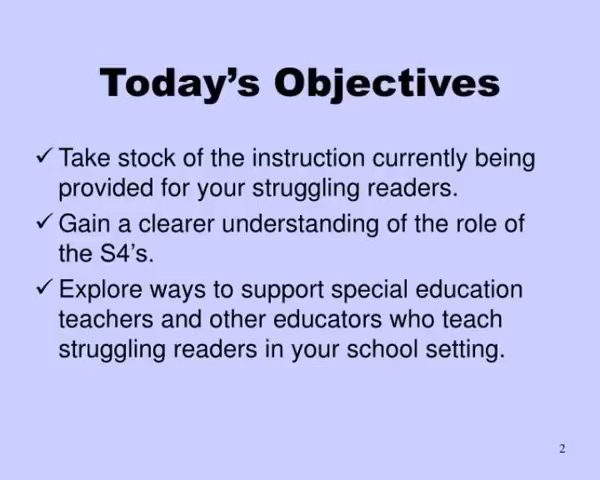 Today’s Objectives
✓ Take stock of the instruction currently being
provided for your struggling readers.
✓ Gain a clearer understanding of the role of
the S4’s.
✓ Explore ways to support special education
teachers and other educators who teach
struggling readers in your school setting.
2